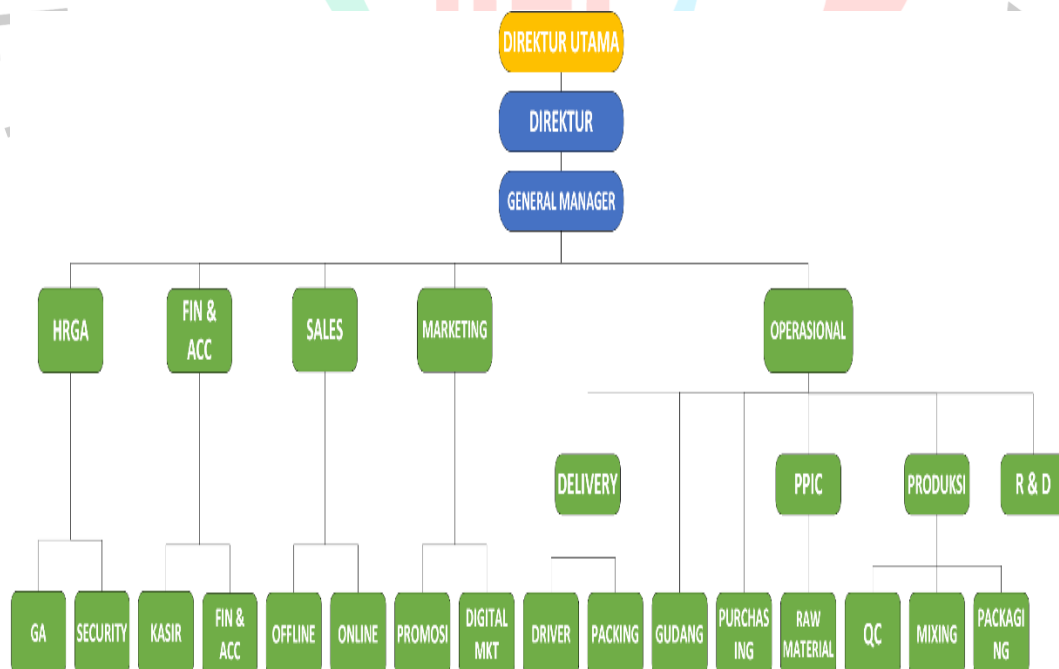 DIREKTUR UTAMA
DIREKTUR
GENERAL MANAGER
HRGA
FIN &
ACC
SALES
MARKETING
OPERASIONAL
DELIVERY
PPIC
PRODUKSI
R & D
GA
SECURITY
KASIR
FIN &
ACC
OFFLINE
ONLINE
PROMOSI
DIGITAL
MKT
DRIVER
PACKING
GUDANG
PURCHAS
ING
RAW
MATERIAL
QC
MIXING
PACKAGI
NG